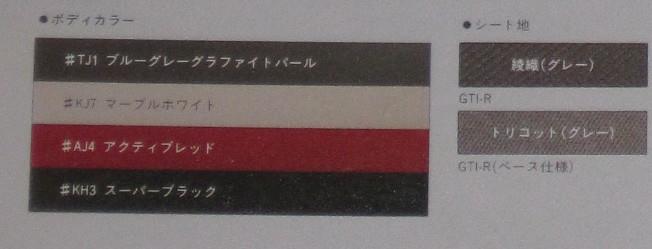 ●ボディカラー
#TJ1 ブルーグレーグラファイトパール
#KJ7 マーブルホワイト
#AJ4 アクティブレッド
#KH3 スーパーブラック
●シート地
綾織(グレー)
GTI-R
トリコット(グレー)
GTI-R(ベース仕様)